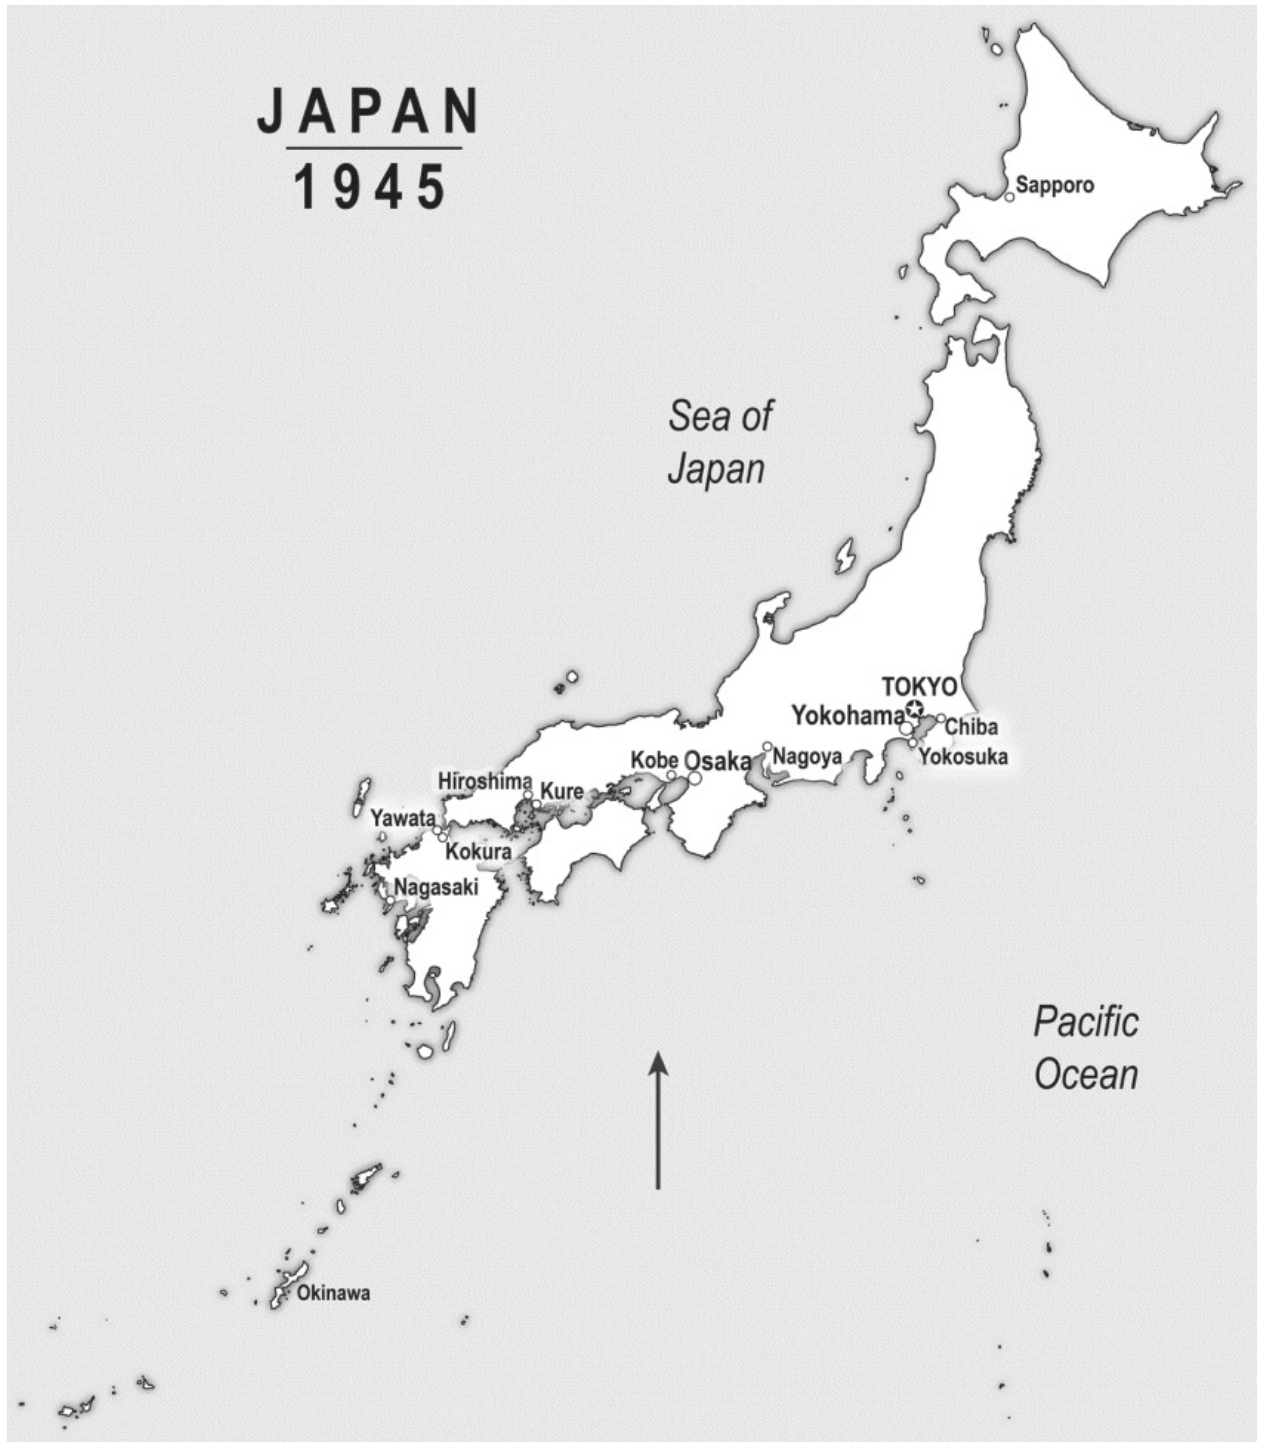 JAPAN
1945
Sapporo
Sea of
Japan
TOKYO
Yokohama
Chiba
Yokosuka
Nagoya
Kobe
Osaka
Hiroshima
Kure
Yawata
Kokura
Nagasaki
Pacific
Ocean
Okinawa